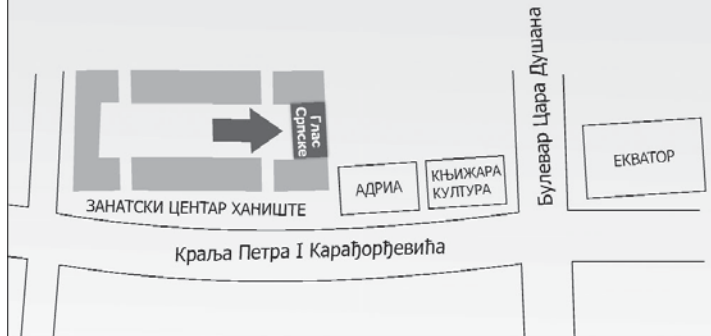 Булевар Цара Душана
Глас
Српске
ЕКВАТОР
АДРИА
КЊИЖАРА
КУЛТУРА
ЗАНАТСКИ ЦЕНТАР ХАНИШТЕ
Краља Петра I Карађорђевића